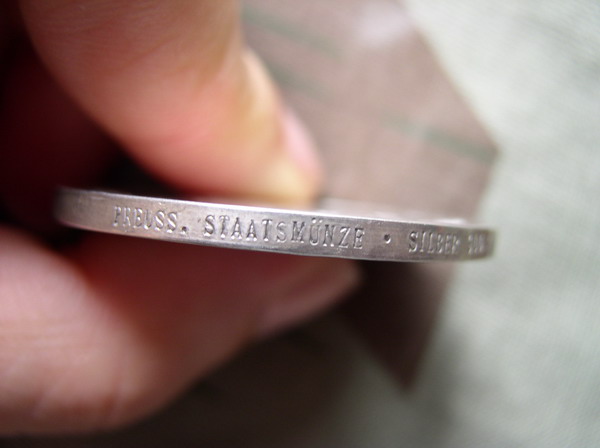 PREUSS. STAATSMÜNZE · SILBER